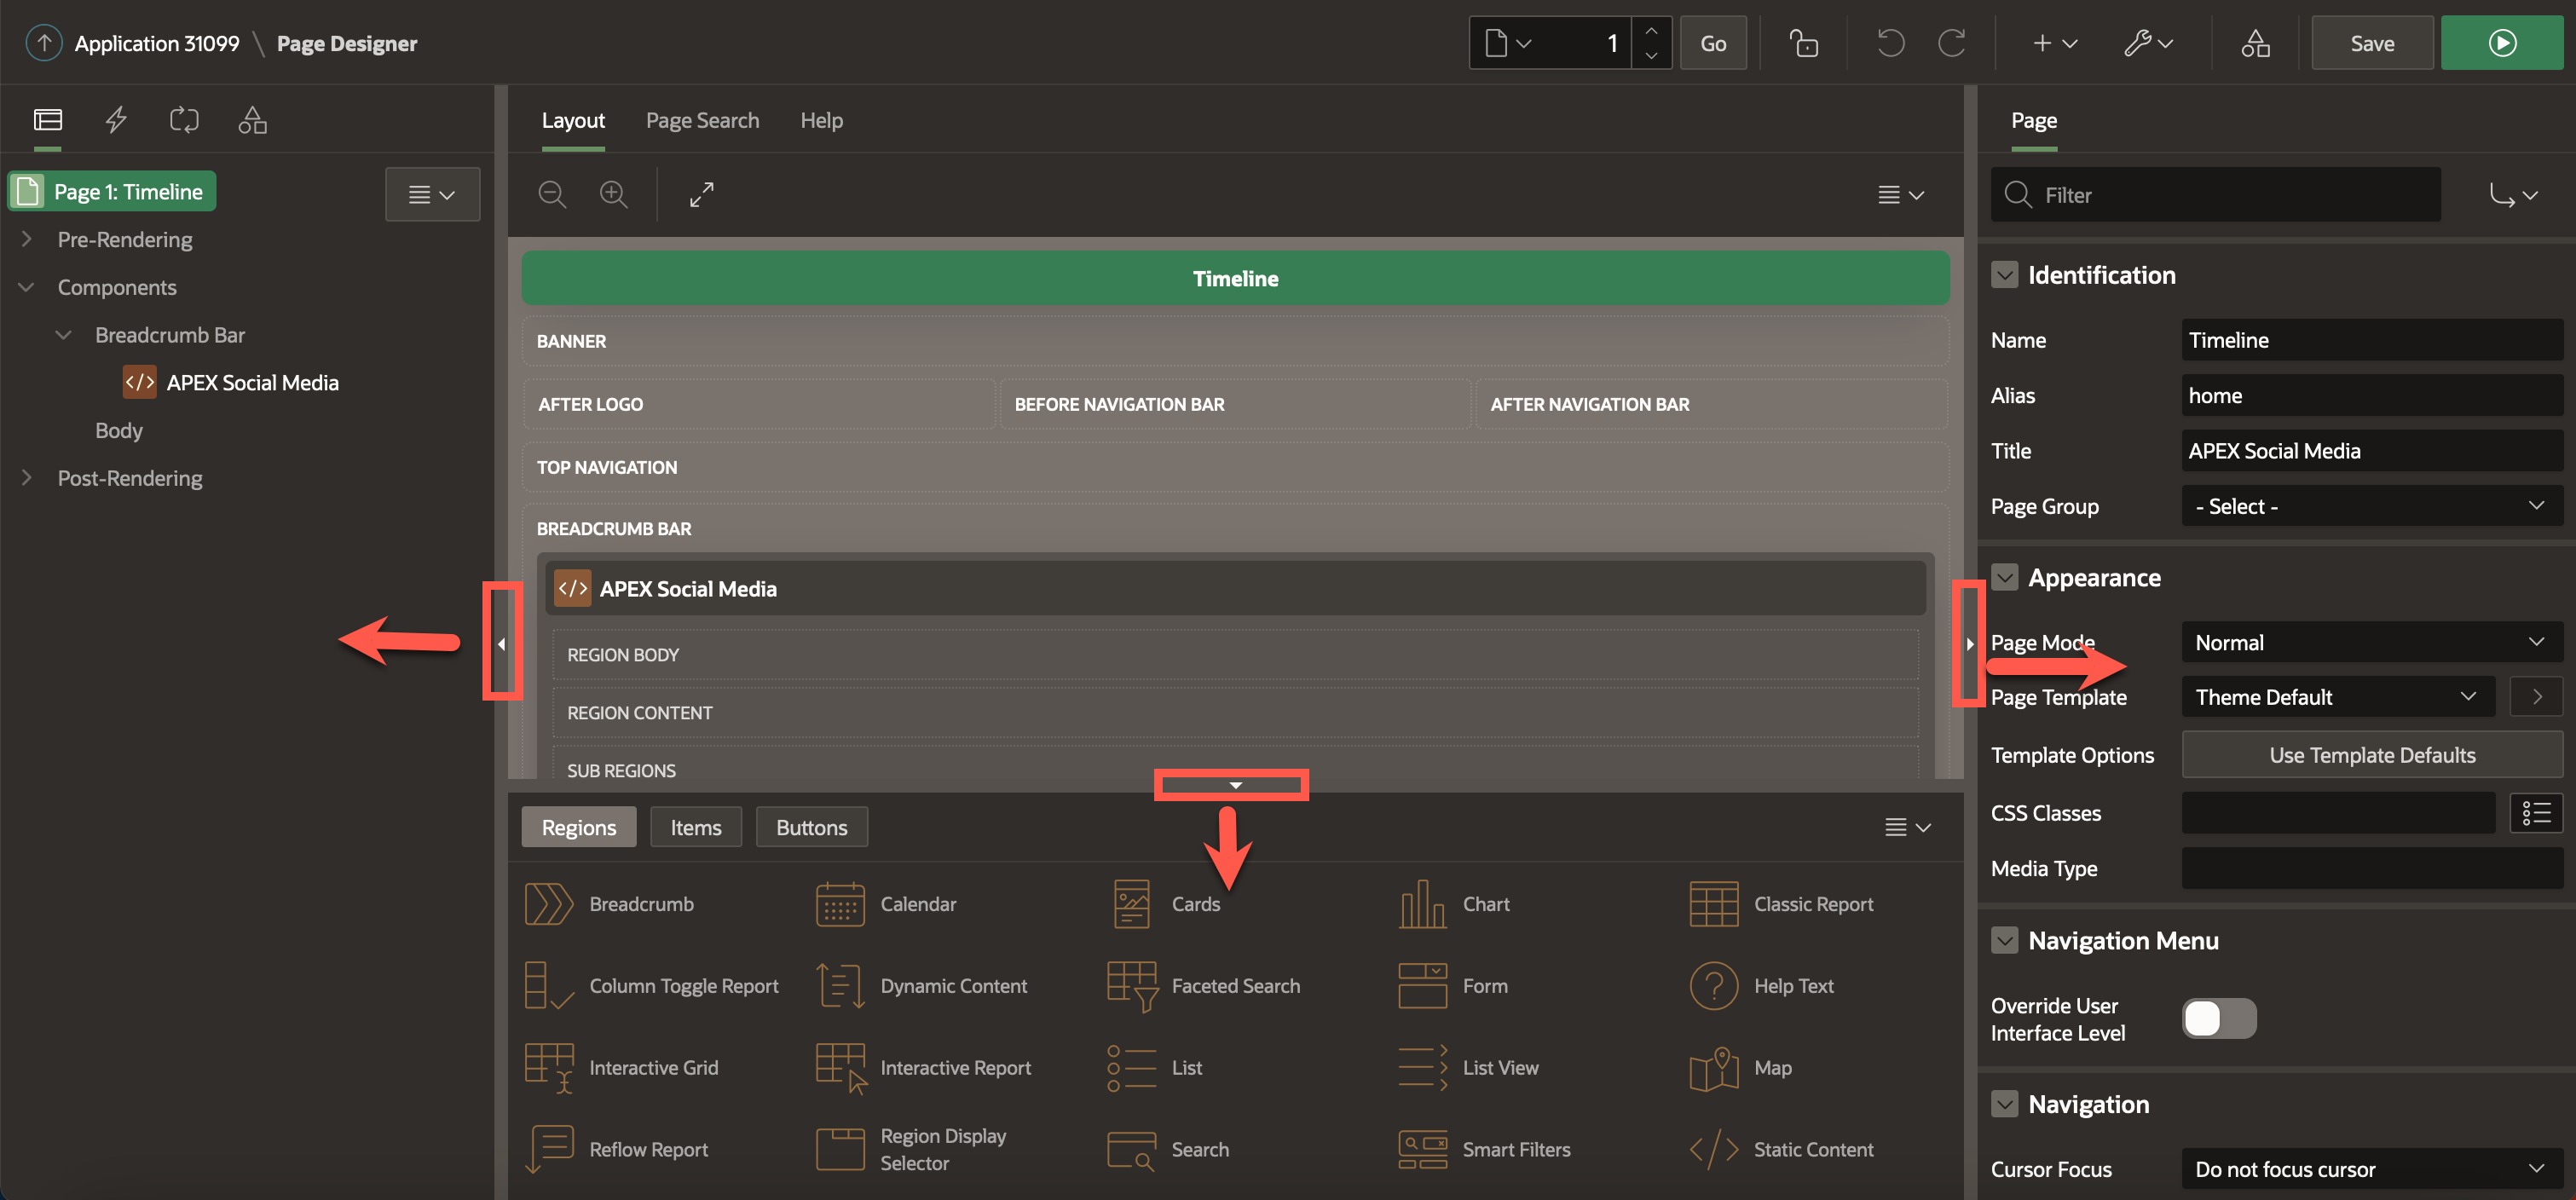 Application 31099 \ Page Designer
1
Go
Save
Page 1: Timeline
Pre-Rendering
Components
Breadcrumb Bar
</> APEX Social Media
Body
Post-Rendering
Layout Page Search Help
Timeline
BANNER
AFTER LOGO BEFORE NAVIGATION BAR AFTER NAVIGATION BAR
TOP NAVIGATION
BREADCRUMB BAR
</> APEX Social Media
REGION BODY
REGION CONTENT
SUB REGIONS
Regions Items Buttons
Breadcrumb Calendar Cards Chart Classic Report
Column Toggle Report Dynamic Content Faceted Search Form Help Text
Interactive Grid Interactive Report List List View Map
Reflow Report Region Display Selector Search Smart Filters Static Content
Page
Filter
Identification
Name Timeline
Alias home
Title APEX Social Media
Page Group - Select -
Appearance
Page Mode Normal
Page Template Theme Default
Template Options Use Template Defaults
CSS Classes
Media Type
Navigation Menu
Override User
Interface Level
Navigation
Cursor Focus Do not focus cursor